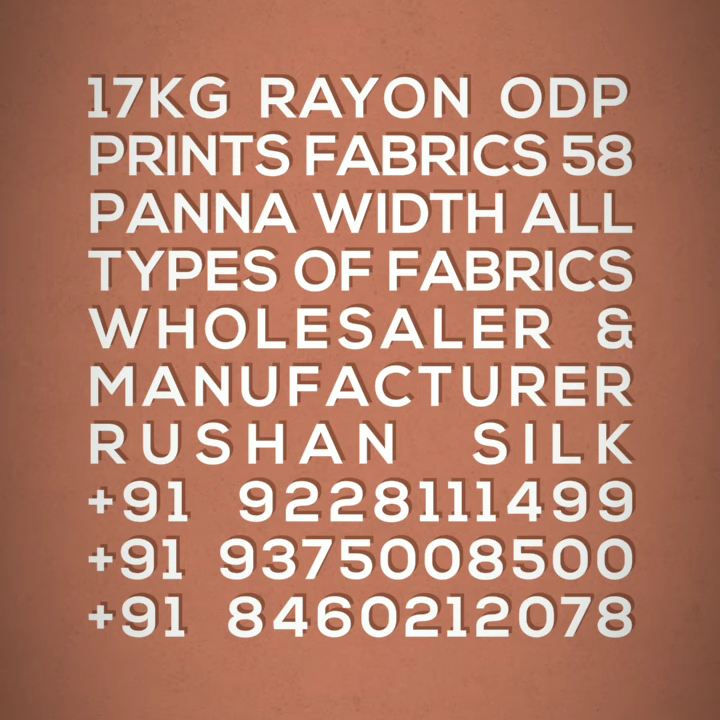 17KG RAYON ODP
PRINTS FABRICS 58
PANNA WIDTH ALL
TYPES OF FABRICS
WHOLESALER &
MANUFACTURER
RUSHAN SILK
+91 9228111499
+91 9375008500
+91 8460212078